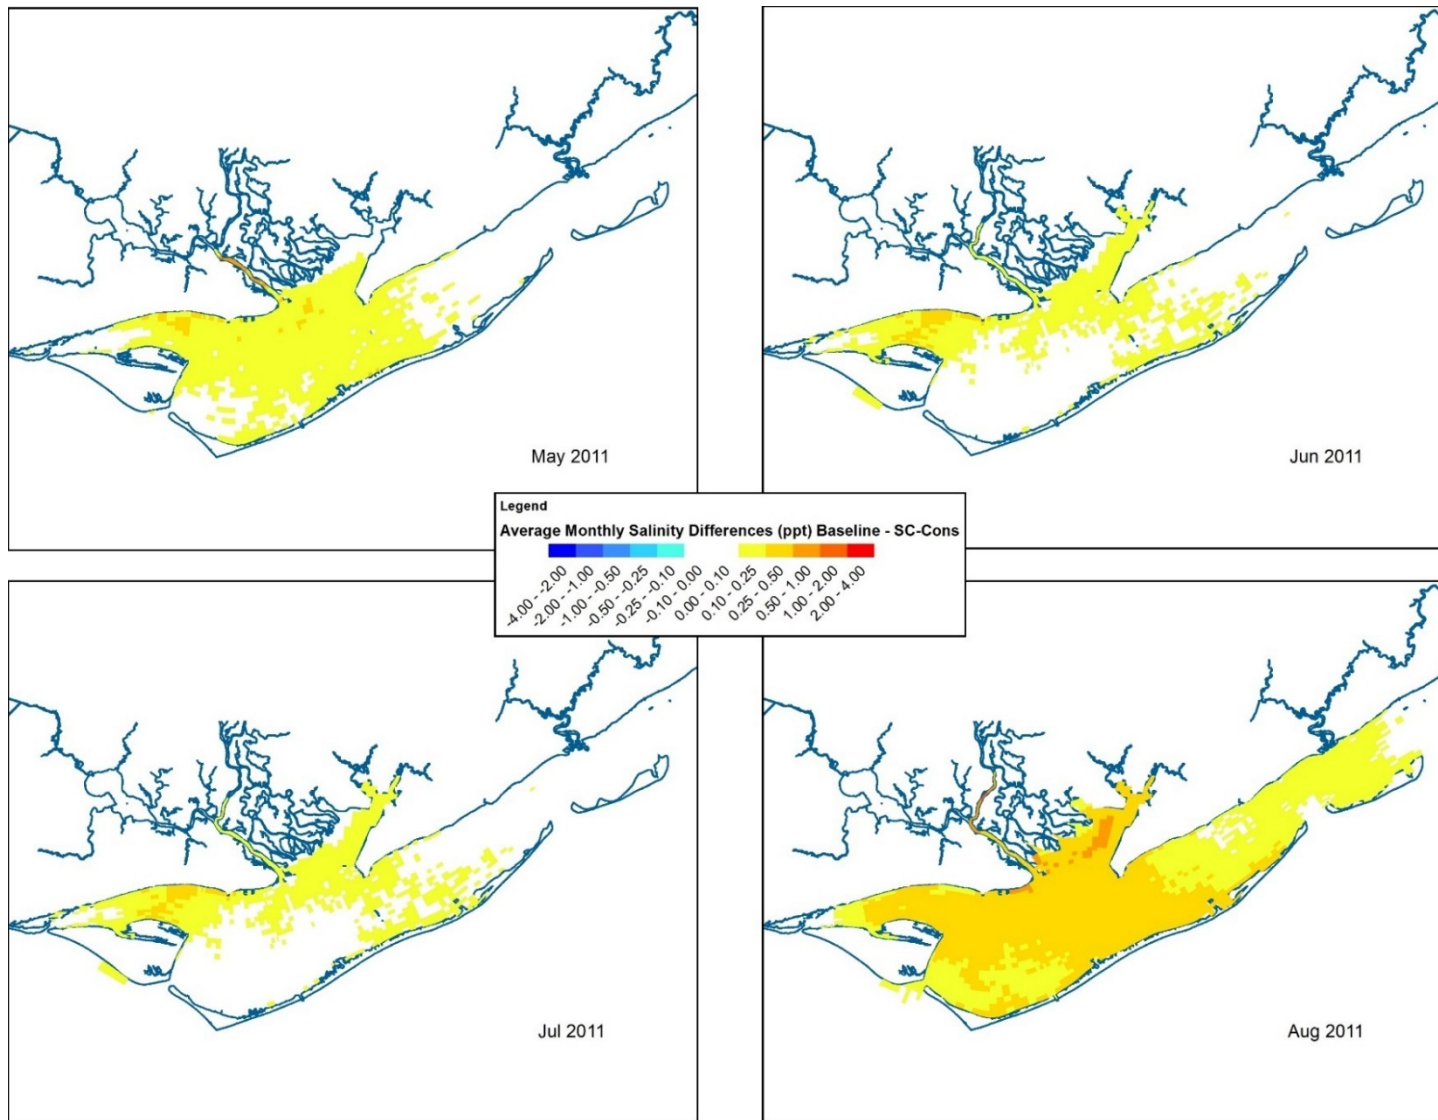 May 2011
Jun 2011
Legend
Average Monthly Salinity Differences (ppt) Baseline - SC-Cons
-4.00 - -2.00
-2.00 - -1.00
-1.00 - -0.50
-0.50 - -0.25
-0.25 - -0.10
-0.10 - 0.00
0.00 - 0.10
0.10 - 0.25
0.25 - 0.50
0.50 - 1.00
1.00 - 2.00
2.00 - 4.00
Jul 2011
Aug 2011